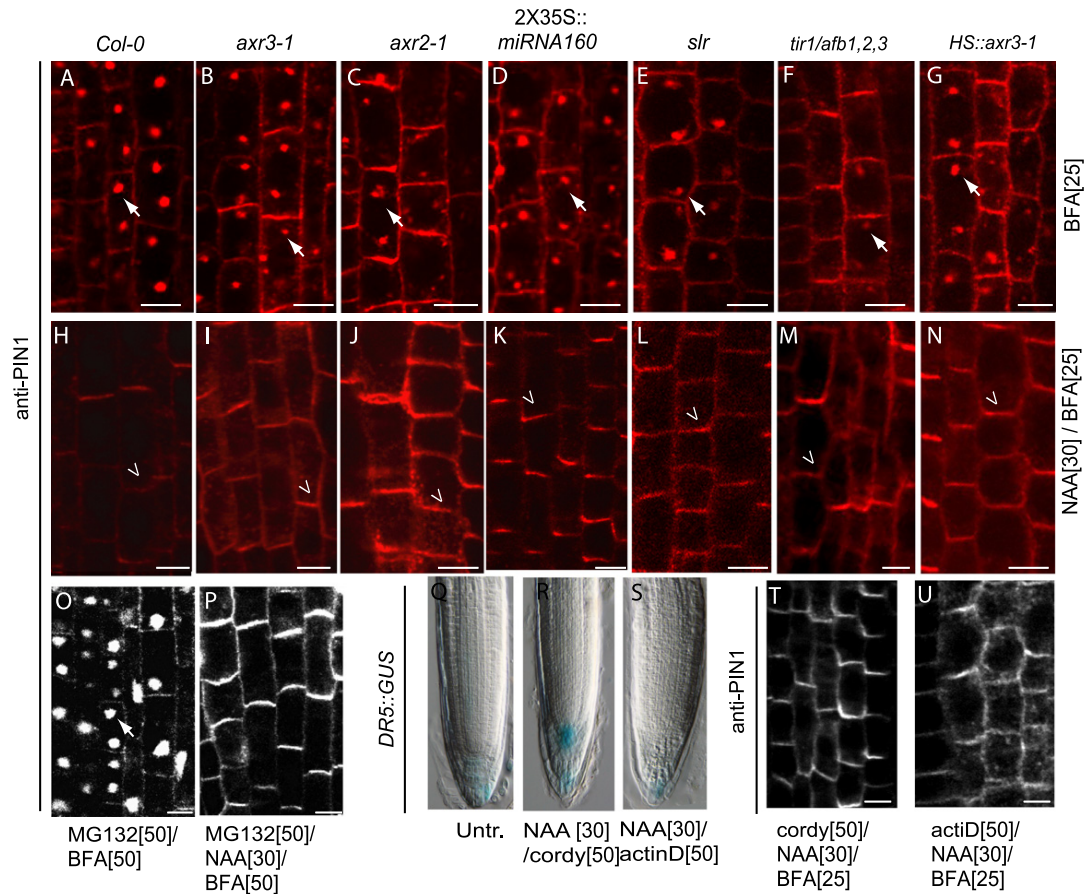 2X35S::
Col-0 axr3-1 axr2-1 miRNA160 slr tir1/afb1,2,3 HS::axr3-1
A B C D E F G
BFA[25]
anti-PIN1
H I J K L M N
NAA[30] / BFA[25]
O P Q R S T U
DR5::GUS
anti-PIN1
MG132[50]/
BFA[50]
MG132[50]/
NAA[30]/
BFA[50]
Untr.
NAA [30]
/cordy[50]
NAA[30]/
actinD[50]
cordy[50]/
NAA[30]/
BFA[25]
actiD[50]/
NAA[30]/
BFA[25]